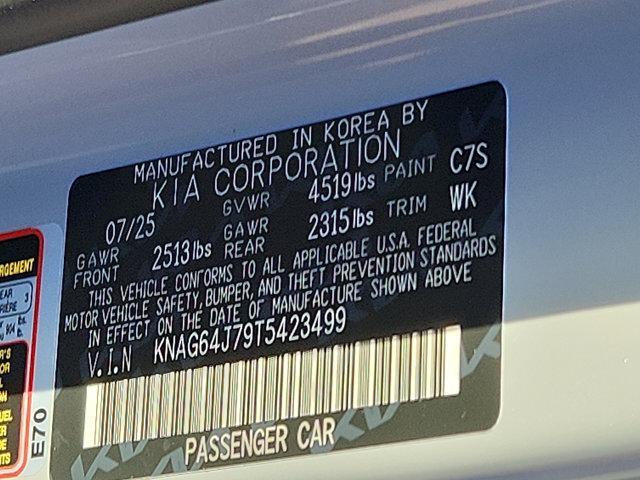 MANUFACTURED IN KOREA BY
KIA CORPORATION
07/25 GVWR 4519 lbs PAINT C7S
GAWR FRONT 2513 lbs GAWR REAR 2315 lbs TRIM WK
THIS VEHICLE CONFORMS TO ALL APPLICABLE U.S.A. FEDERAL
MOTOR VEHICLE SAFETY, BUMPER, AND THEFT PREVENTION STANDARDS
IN EFFECT ON THE DATE OF MANUFACTURE SHOWN ABOVE
V.I.N KNAG64J79T5423499
PASSENGER CAR
E70